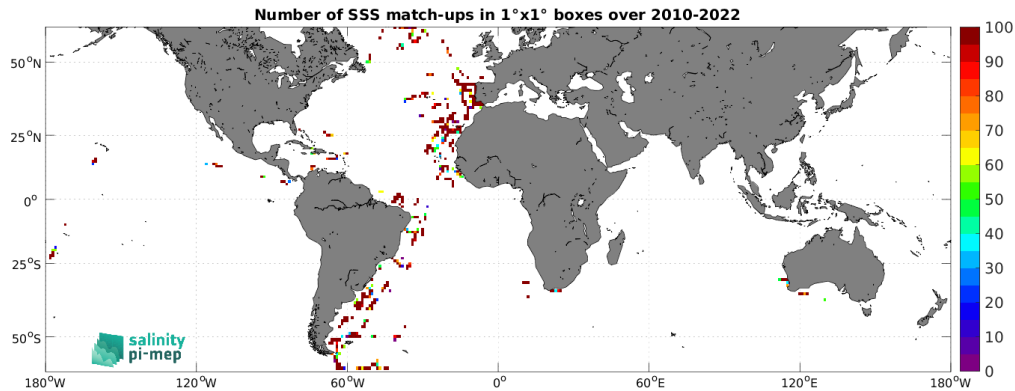 Number of SSS match-ups in 1°x1° boxes over 2010-2022
100
90
80
70
60
50
40
30
20
10
0
50°N
25°N
0°
25°S
50°S
salinity
pi-mep
180°W 120°W 60°W 0° 60°E 120°E 180°W